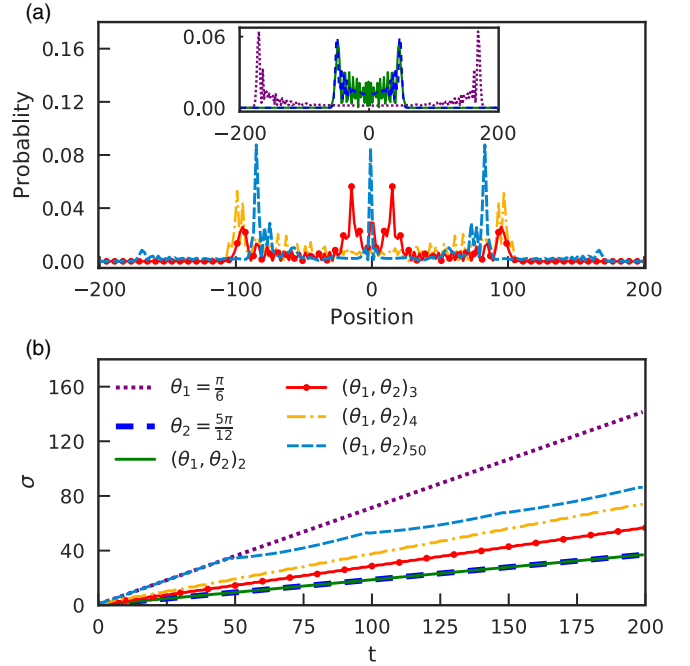 (a)
0.16
0.12
0.08
0.04
0.00
Probablity
0.06
0.00
−200 0 200
−200 −100 0 100 200
Position
(b)
160
120
80
40
0
σ
θ₁ = π/6
θ₂ = 5π/12
(θ₁, θ₂)₂
(θ₁, θ₂)₃
(θ₁, θ₂)₄
(θ₁, θ₂)₅₀
0 25 50 75 100 125 150 175 200
t